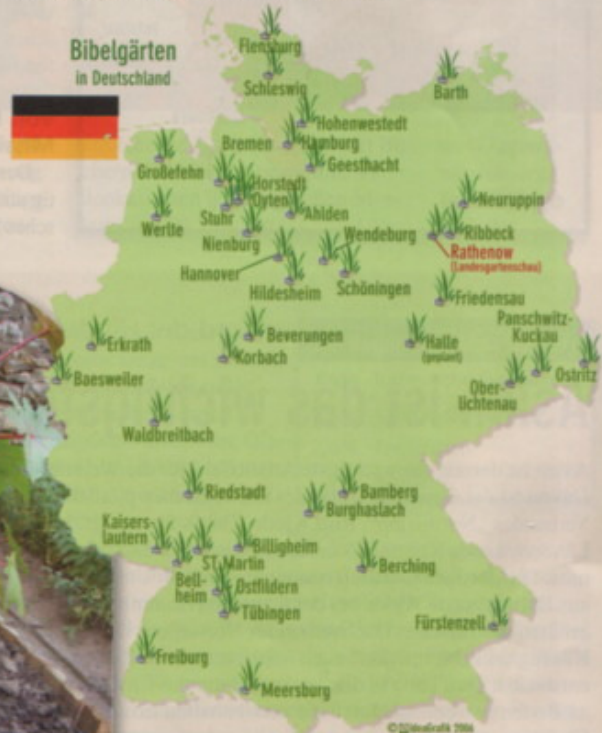 Bibelgärten
in Deutschland
Flensburg
Schleswig
Barth
Hohenwestedt
Bremen
Hamburg
Geesthacht
Großefehn
Horstedt
Oyten
Ahlden
Neuruppin
Werlte
Stuhr
Nienburg
Wendeburg
Ribbeck
Rathenow
(Landesgartenschau)
Hannover
Hildesheim
Schöningen
Friedensau
Panschwitz-
Kuckau
Erkrath
Beverungen
Halle
(geplant)
Korbach
Baesweiler
Ober-
lichtenau
Ostritz
Waldbreitbach
Riedstadt
Bamberg
Burghaslach
Kaisers-
lautern
ST. Martin
Billigheim
Bell-
heim
Ostfildern
Berching
Tübingen
Fürstenzell
Freiburg
Meersburg